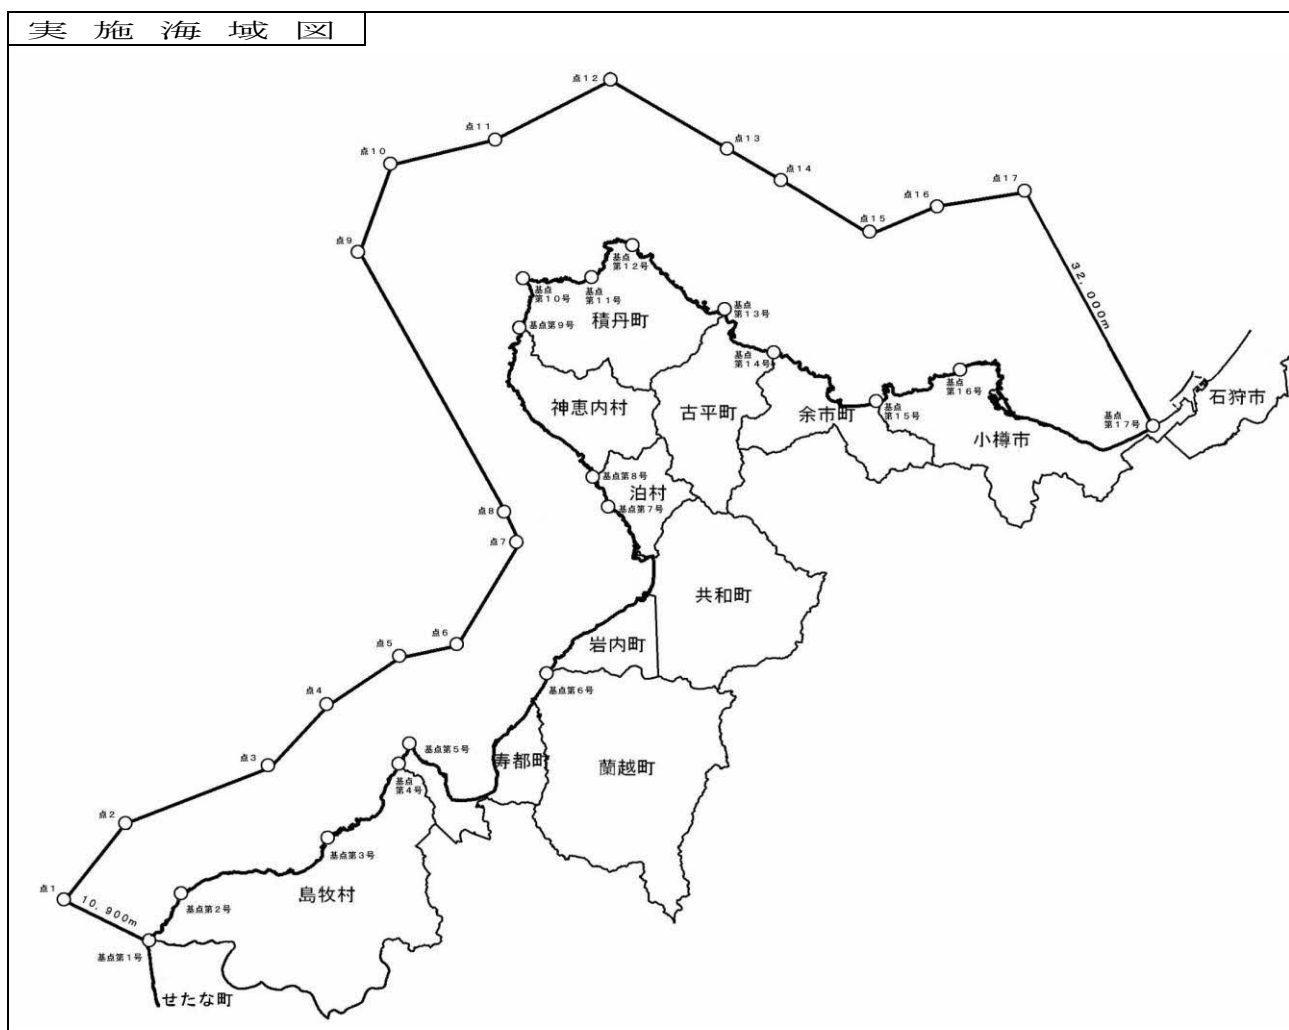 実施海域図
点12
点11
点13
点10
点14
点17
点16
点15
点9
基点
第12号
基点
第10号
基点
第11号
32,000m
基点
第13号
積丹町
基点第9号
基点
第14号
基点
第16号
石狩市
神恵内村
古平町
余市町
基点
第15号
基点
第17号
小樽市
基点第8号
泊村
基点第7号
点8
点7
共和町
点6
点5
岩内町
点4
基点第6号
基点第5号
点3
寿都町
蘭越町
基点
第4号
点2
基点第3号
点1
10,900m
島牧村
基点第2号
基点第1号
せたな町